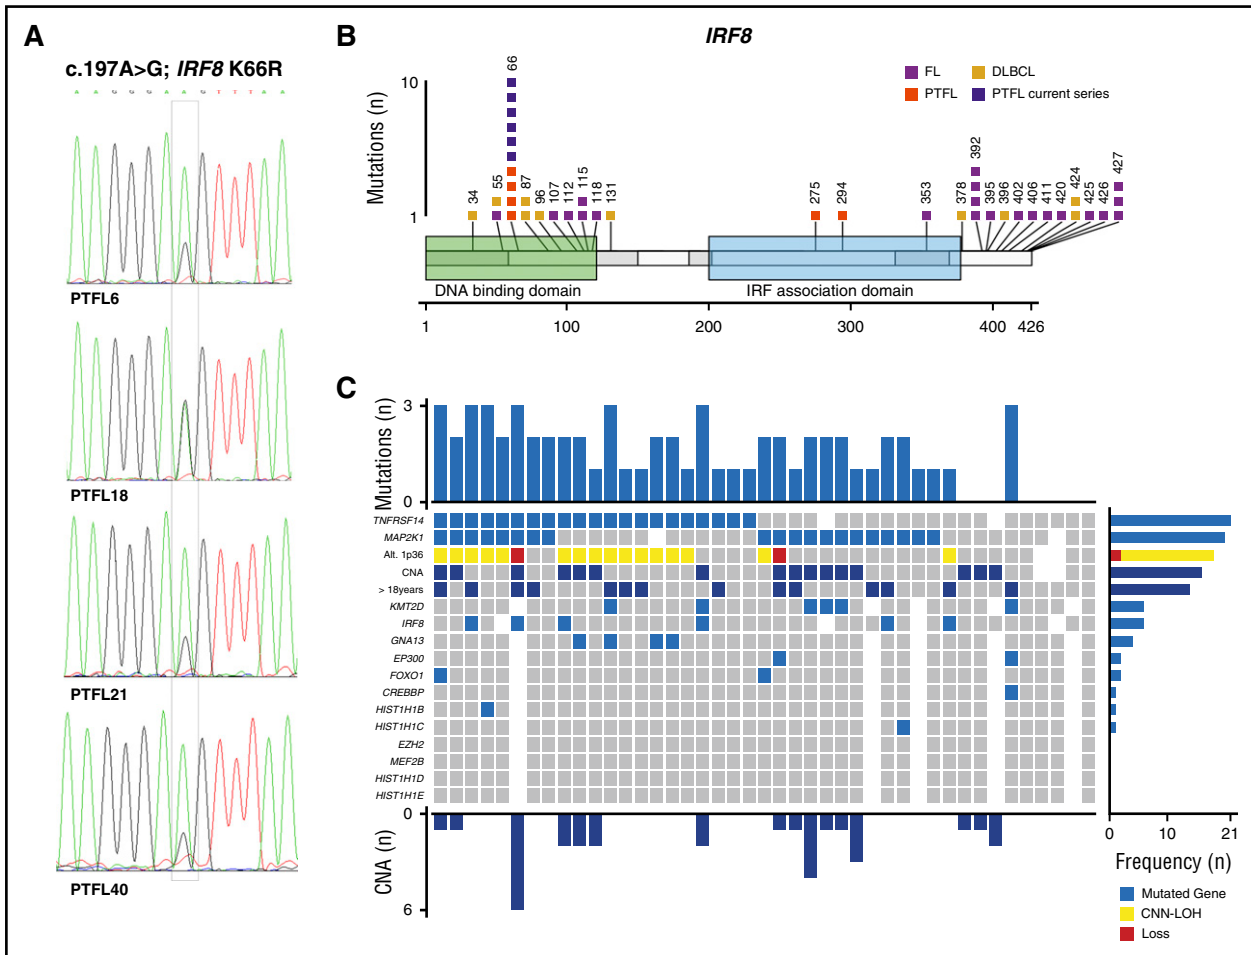 A
c.197A>G; IRF8 K66R
A A G G G A A G T T T A A
PTFL6
PTFL18
PTFL21
PTFL40
B
IRF8
Mutations (n)
10
1
FL
DLBCL
PTFL
PTFL current series
34
55
66
87
96
107
112
115
118
131
275
294
353
378
392
395
396
402
406
411
420
424
425
426
427
DNA binding domain
IRF association domain
1 100 200 300 400 426
C
Mutations (n)
3
0
TNFRSF14
MAP2K1
Alt. 1p36
CNA
> 18years
KMT2D
IRF8
GNA13
EP300
FOXO1
CREBBP
HIST1H1B
HIST1H1C
EZH2
MEF2B
HIST1H1D
HIST1H1E
CNA (n)
0
6
0 10 21
Frequency (n)
Mutated Gene
CNN-LOH
Loss